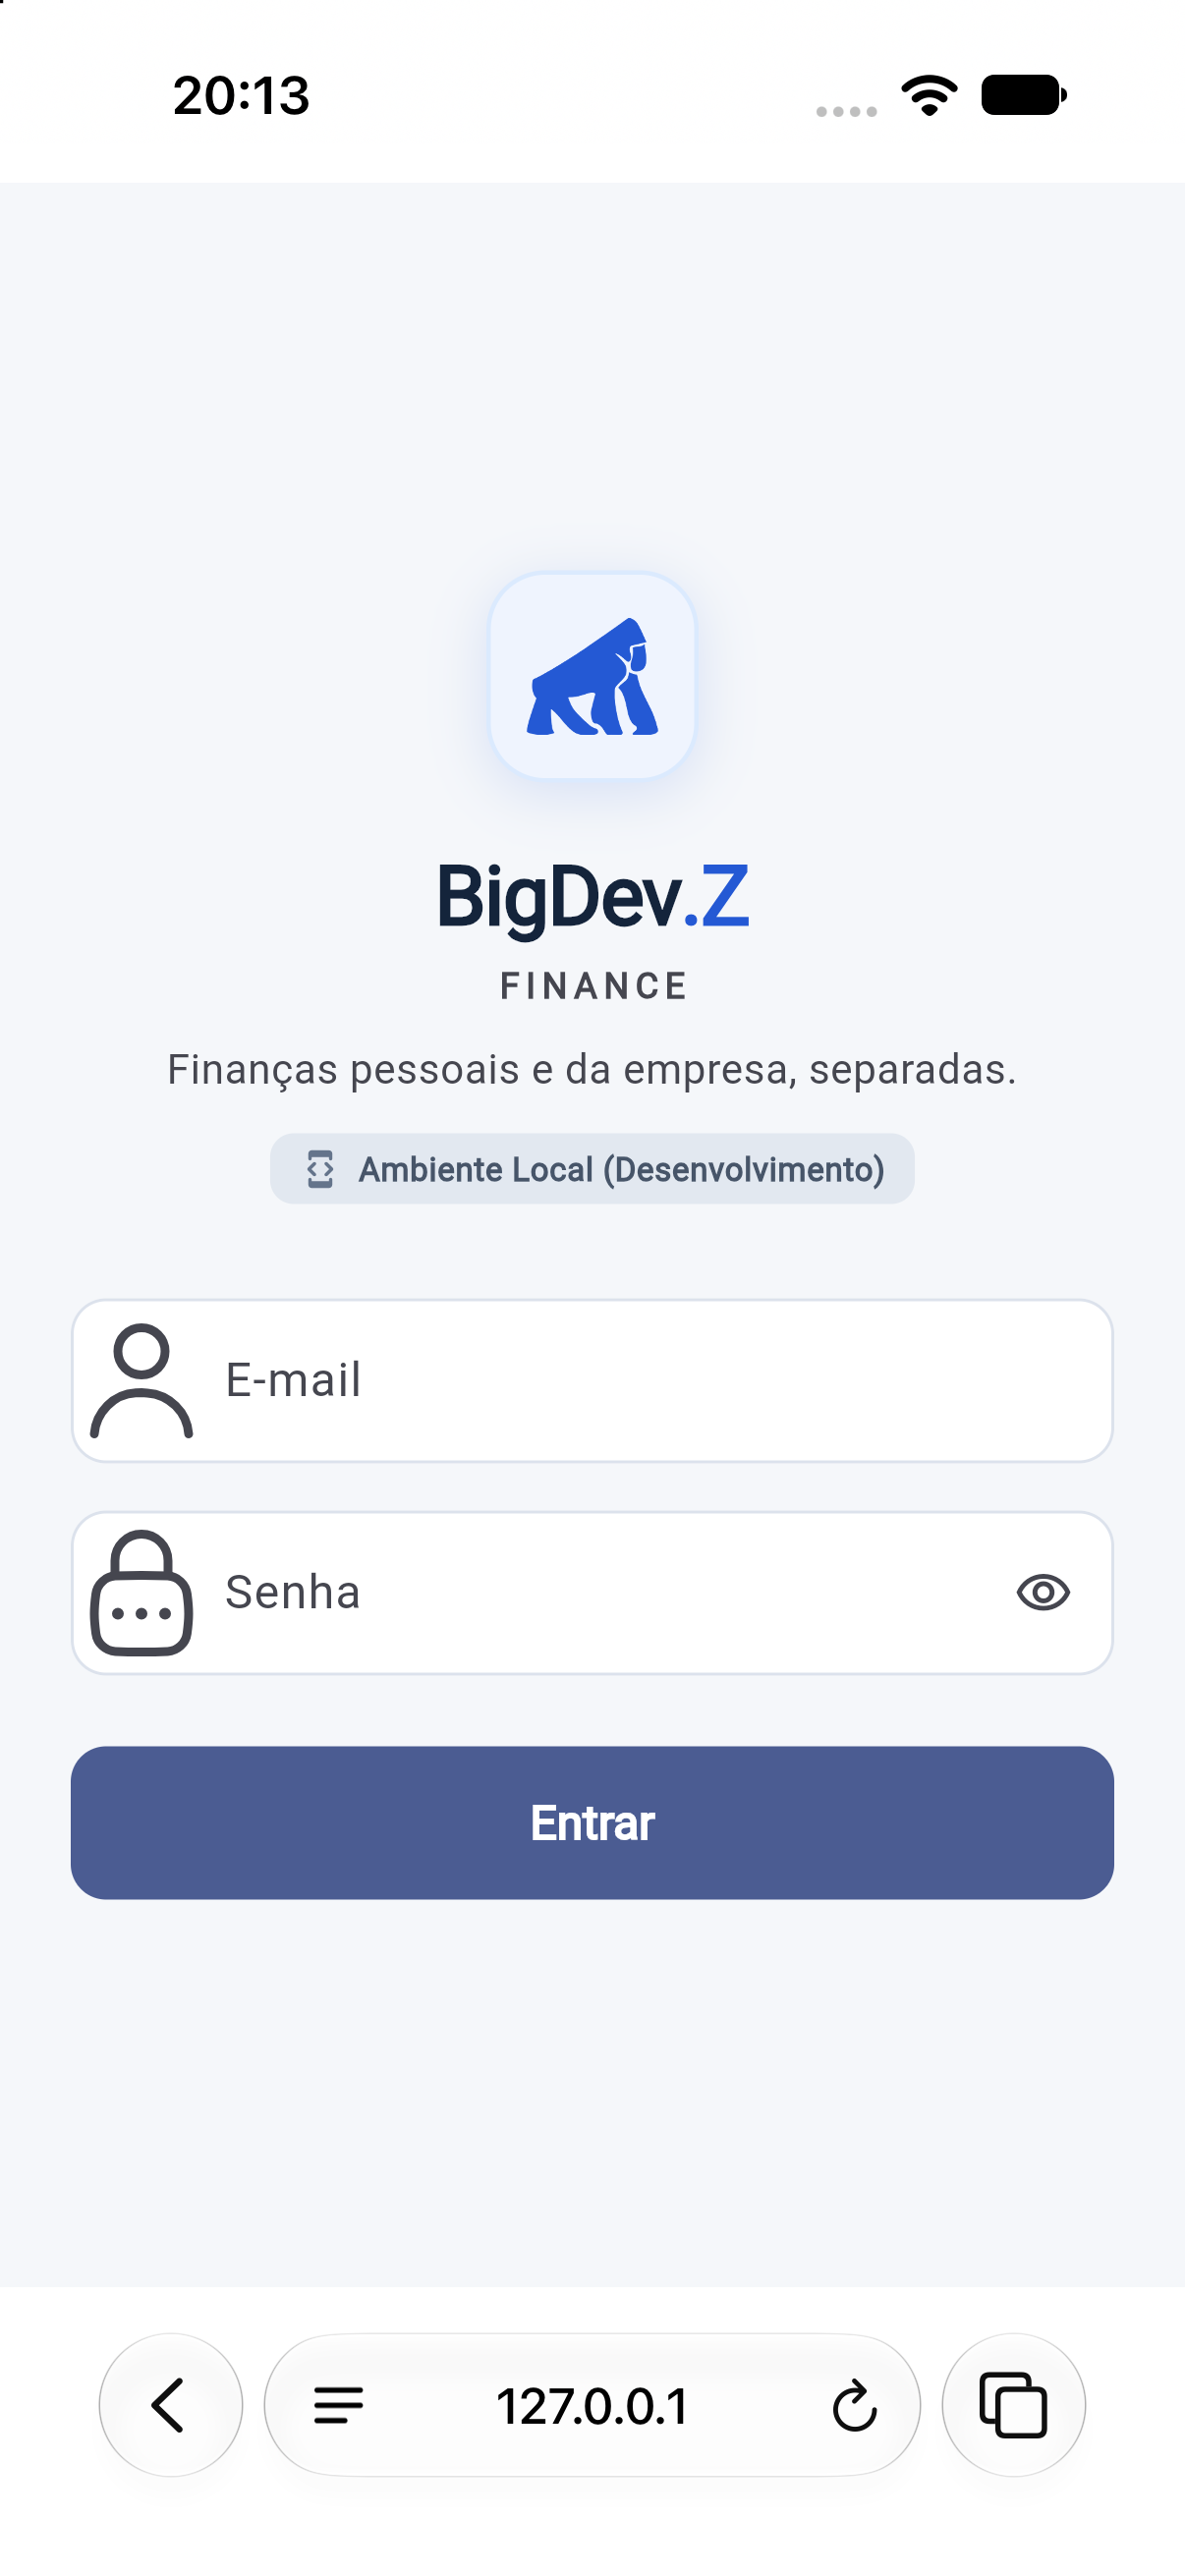 20:13
BigDev.Z
FINANCE
Finanças pessoais e da empresa, separadas.
Ambiente Local (Desenvolvimento)
E-mail
Senha
Entrar
127.0.0.1